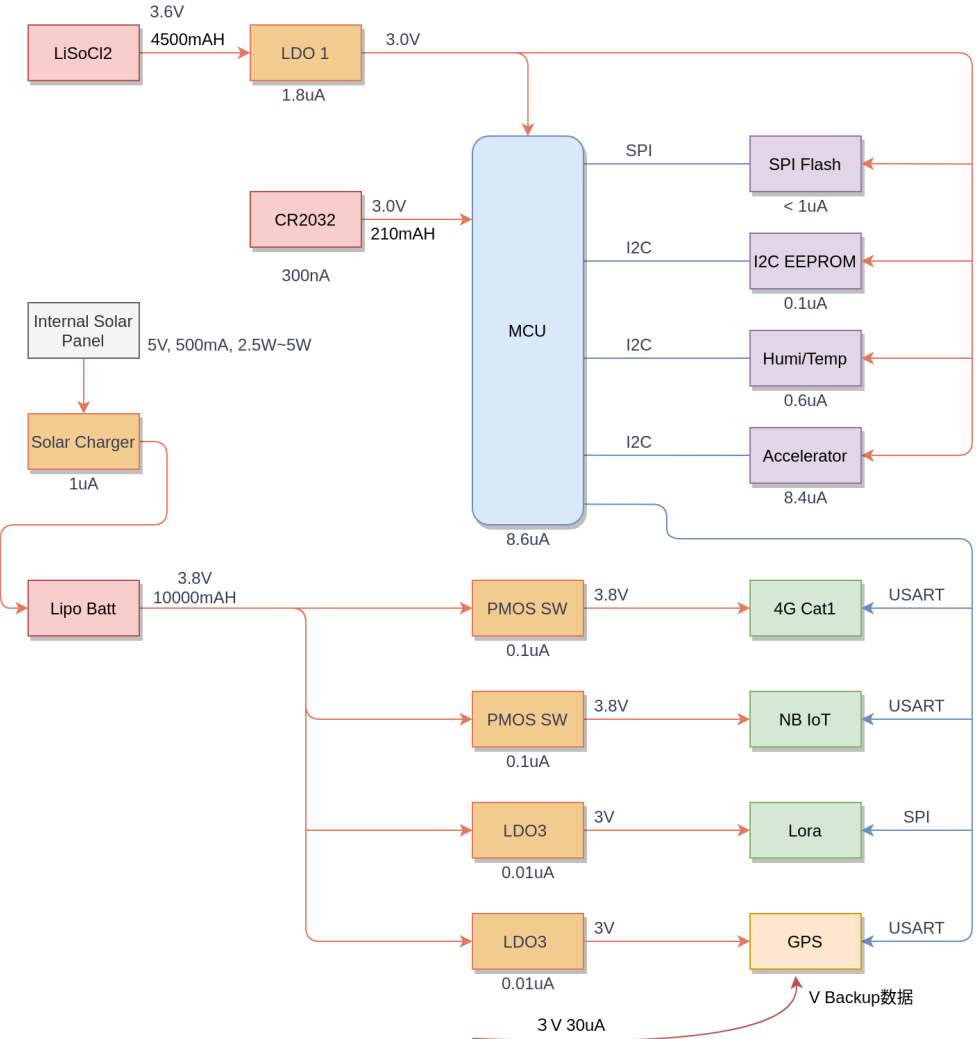 3.6V
LiSoCl2
4500mAH
LDO 1
3.0V
1.8uA
SPI
SPI Flash
< 1uA
CR2032
3.0V
210mAH
300nA
I2C
I2C EEPROM
0.1uA
MCU
Internal Solar
Panel
5V, 500mA, 2.5W~5W
I2C
Humi/Temp
0.6uA
Solar Charger
1uA
I2C
Accelerator
8.4uA
8.6uA
Lipo Batt
3.8V
10000mAH
PMOS SW
3.8V
4G Cat1
USART
0.1uA
PMOS SW
3.8V
NB IoT
USART
0.1uA
LDO3
3V
Lora
SPI
0.01uA
LDO3
3V
GPS
USART
0.01uA
V Backup数据
3V 30uA